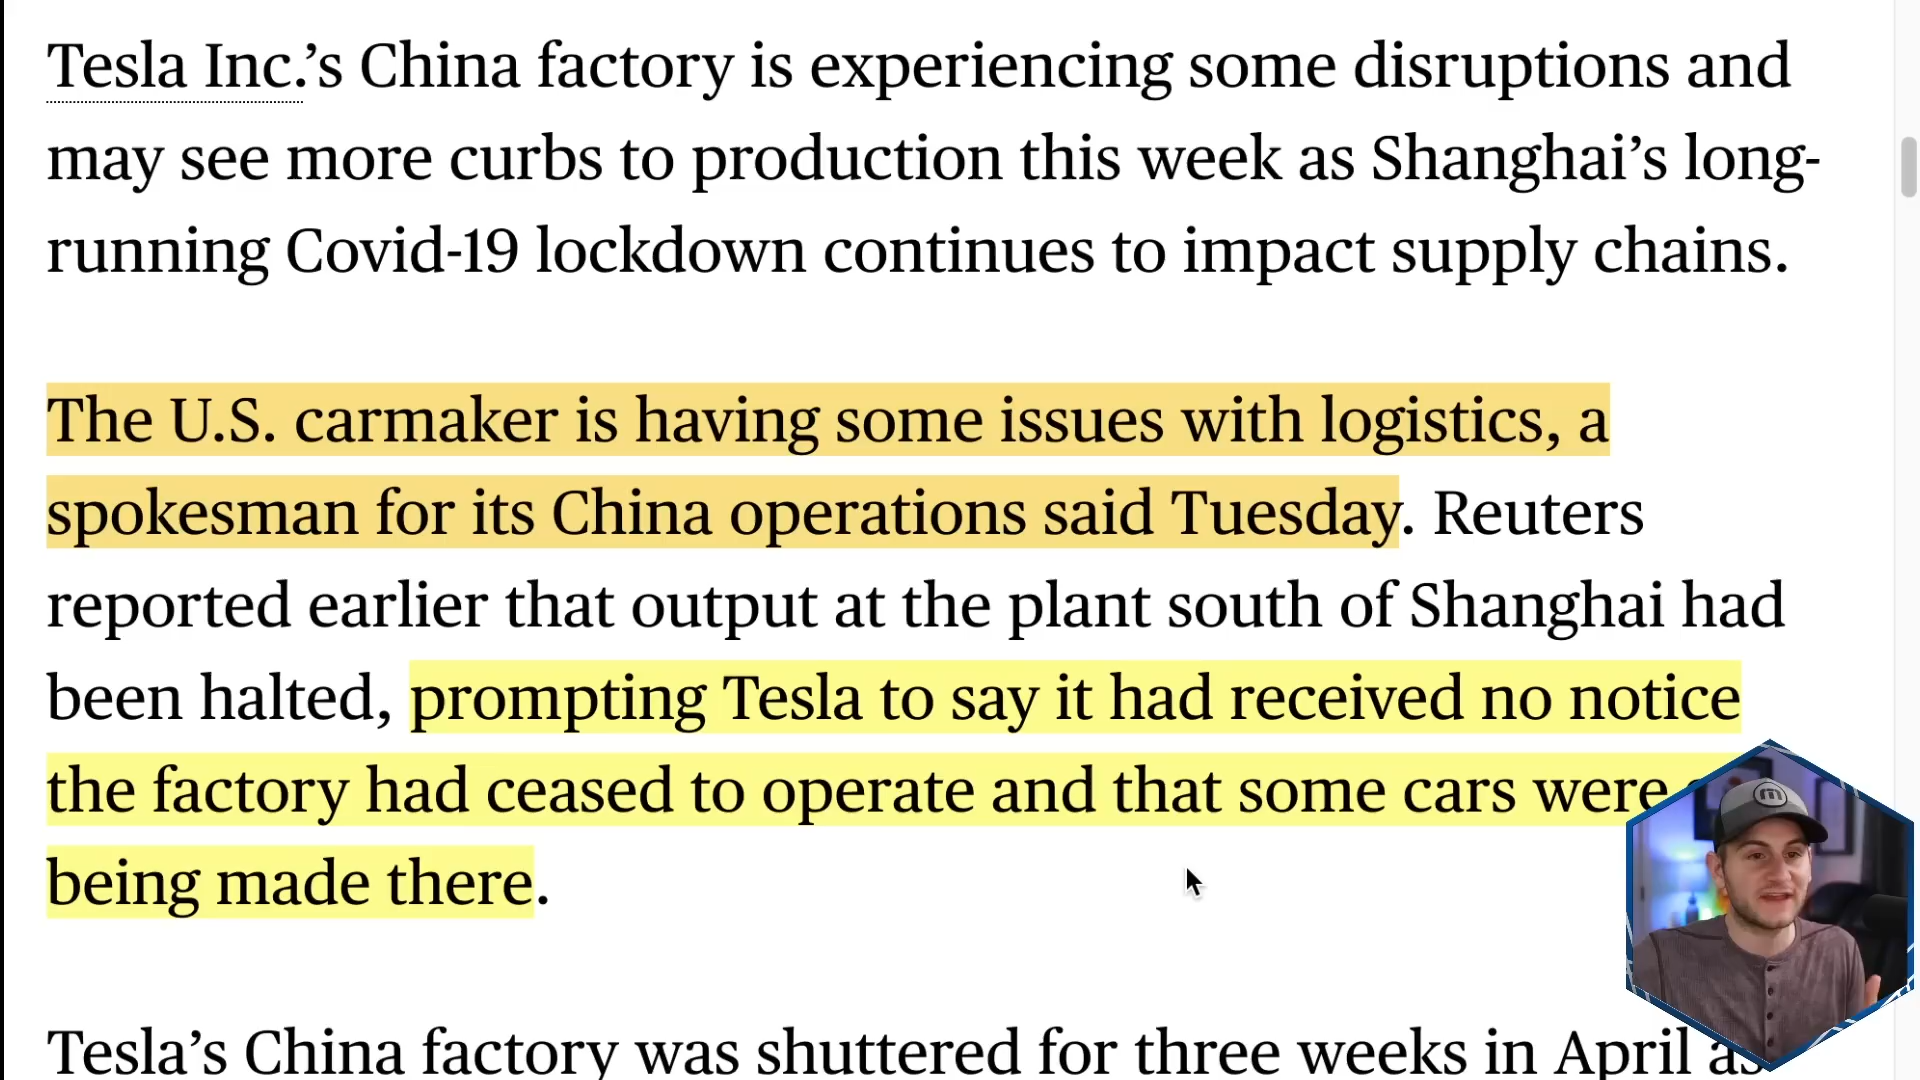 Tesla Inc.’s China factory is experiencing some disruptions and
may see more curbs to production this week as Shanghai’s long-
running Covid-19 lockdown continues to impact supply chains.
The U.S. carmaker is having some issues with logistics, a
spokesman for its China operations said Tuesday. Reuters
reported earlier that output at the plant south of Shanghai had
been halted, prompting Tesla to say it had received no notice
the factory had ceased to operate and that some cars were
being made there.
Tesla’s China factory was shuttered for three weeks in April as